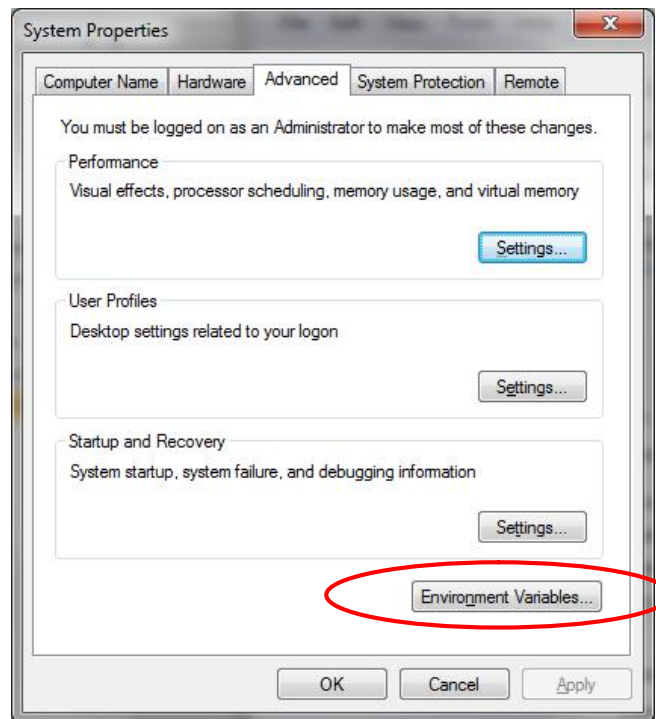 System Properties
Computer Name Hardware Advanced System Protection Remote
You must be logged on as an Administrator to make most of these changes.
Performance
Visual effects, processor scheduling, memory usage, and virtual memory
Settings...
User Profiles
Desktop settings related to your logon
Settings...
Startup and Recovery
System startup, system failure, and debugging information
Settings...
Environment Variables...
OK Cancel Apply